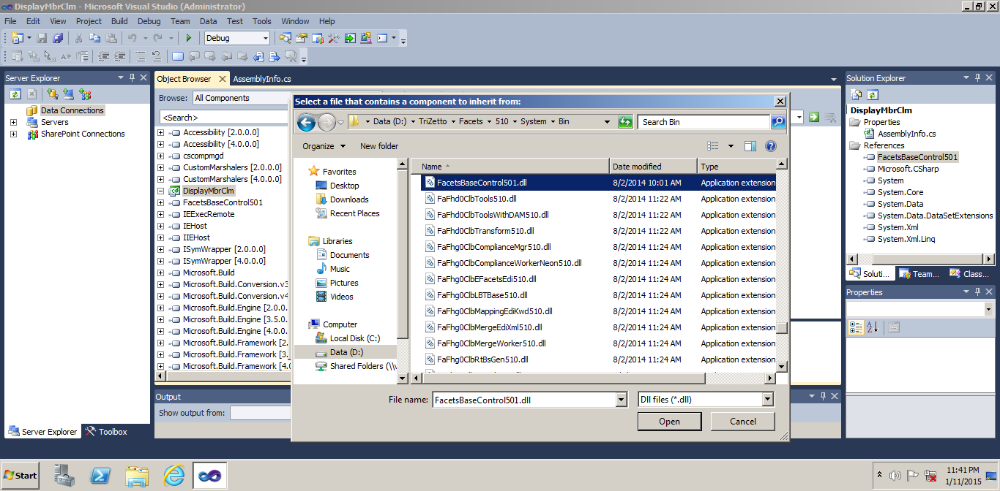 DisplayMbrClm - Microsoft Visual Studio (Administrator)
File Edit View Project Build Debug Team Data Test Tools Window Help
Debug
Server Explorer
Data Connections
Servers
SharePoint Connections
Server Explorer Toolbox
Object Browser AssemblyInfo.cs
Browse: All Components
<Search>
Accessibility [2.0.0.0]
Accessibility [4.0.0.0]
cscompmgd
CustomMarshalers [2.0.0.0]
CustomMarshalers [4.0.0.0]
DisplayMbrClm
FacetsBaseControl501
IEExecRemote
IEHost
IIEHost
ISymWrapper [2.0.0.0]
ISymWrapper [4.0.0.0]
Microsoft.Build
Microsoft.Build.Conversion.v3
Microsoft.Build.Conversion.v4
Microsoft.Build.Engine [2.0.0.
Microsoft.Build.Engine [3.5.0.
Microsoft.Build.Engine [4.0.0.
Microsoft.Build.Framework [2.
Microsoft.Build.Framework [3.
Microsoft.Build.Framework [4.0
Output
Show output from:
Select a file that contains a component to inherit from:
Data (D:) TriZetto Facets 510 System Bin
Search Bin
Organize New folder
Favorites
Desktop
Downloads
Recent Places
Libraries
Documents
Music
Pictures
Videos
Computer
Local Disk (C:)
Data (D:)
Shared Folders (\\
Name Date modified Type
FacetsBaseControl501.dll 8/2/2014 10:01 AM Application extension
FaFhd0ClbTools510.dll 8/2/2014 11:22 AM Application extension
FaFhd0ClbToolsWithDAM510.dll 8/2/2014 11:22 AM Application extension
FaFhd0ClbTransform510.dll 8/2/2014 11:22 AM Application extension
FaFhg0ClbComplianceMgr510.dll 8/2/2014 11:24 AM Application extension
FaFhg0ClbComplianceWorkerNeon510.dll 8/2/2014 11:24 AM Application extension
FaFhg0ClbEFacetsEdi510.dll 8/2/2014 11:24 AM Application extension
FaFhg0ClbLBTBase510.dll 8/2/2014 11:24 AM Application extension
FaFhg0ClbMappingEdiKwd510.dll 8/2/2014 11:24 AM Application extension
FaFhg0ClbMergeEdiXml510.dll 8/2/2014 11:24 AM Application extension
FaFhg0ClbMergeWorker510.dll 8/2/2014 11:24 AM Application extension
FaFhg0ClbRtBsGen510.dll 8/2/2014 11:24 AM Application extension
File name: FacetsBaseControl501.dll Dll files (*.dll)
Open Cancel
Solution Explorer
DisplayMbrClm
Properties
AssemblyInfo.cs
References
FacetsBaseControl501
Microsoft.CSharp
System
System.Core
System.Data
System.Data.DataSetExtensions
System.Xml
System.Xml.Linq
Soluti... Team... Class...
Properties
Start
11:41 PM
1/11/2015